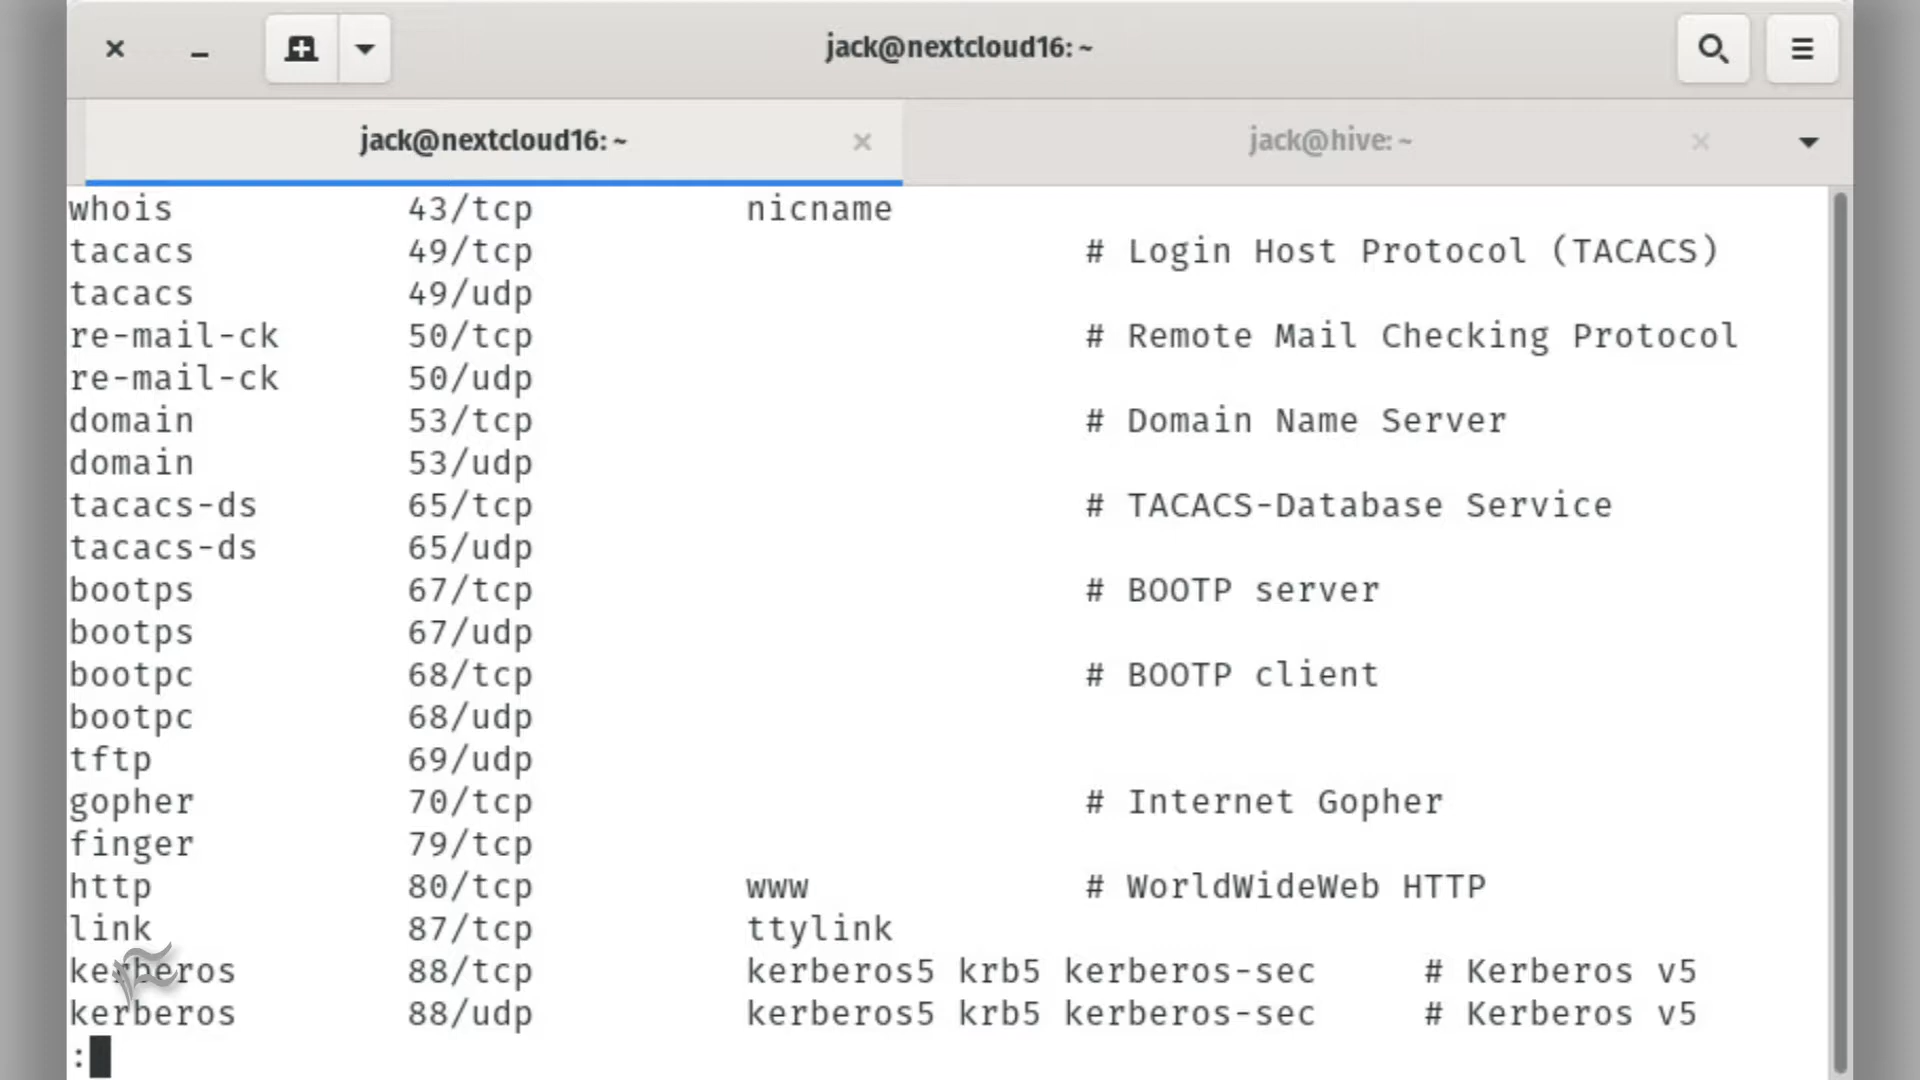 jack@nextcloud16: ~
jack@nextcloud16: ~ jack@hive: ~
whois 43/tcp nicname
tacacs 49/tcp # Login Host Protocol (TACACS)
tacacs 49/udp
re-mail-ck 50/tcp # Remote Mail Checking Protocol
re-mail-ck 50/udp
domain 53/tcp # Domain Name Server
domain 53/udp
tacacs-ds 65/tcp # TACACS-Database Service
tacacs-ds 65/udp
bootps 67/tcp # BOOTP server
bootps 67/udp
bootpc 68/tcp # BOOTP client
bootpc 68/udp
tftp 69/udp
gopher 70/tcp # Internet Gopher
finger 79/tcp
http 80/tcp www # WorldWideWeb HTTP
link 87/tcp ttylink
kerberos 88/tcp kerberos5 krb5 kerberos-sec # Kerberos v5
kerberos 88/udp kerberos5 krb5 kerberos-sec # Kerberos v5
: